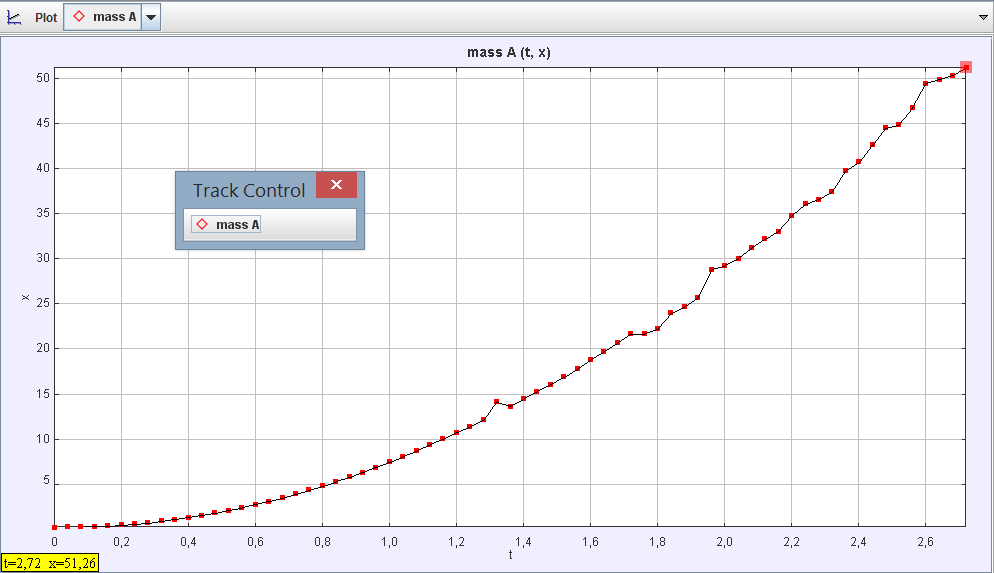 Plot mass A
mass A (t, x)
50
45
40
35
30
25
20
15
10
5
x
Track Control
mass A
0 0,2 0,4 0,6 0,8 1,0 1,2 1,4 1,6 1,8 2,0 2,2 2,4 2,6
t
t=2,72 x=51,26